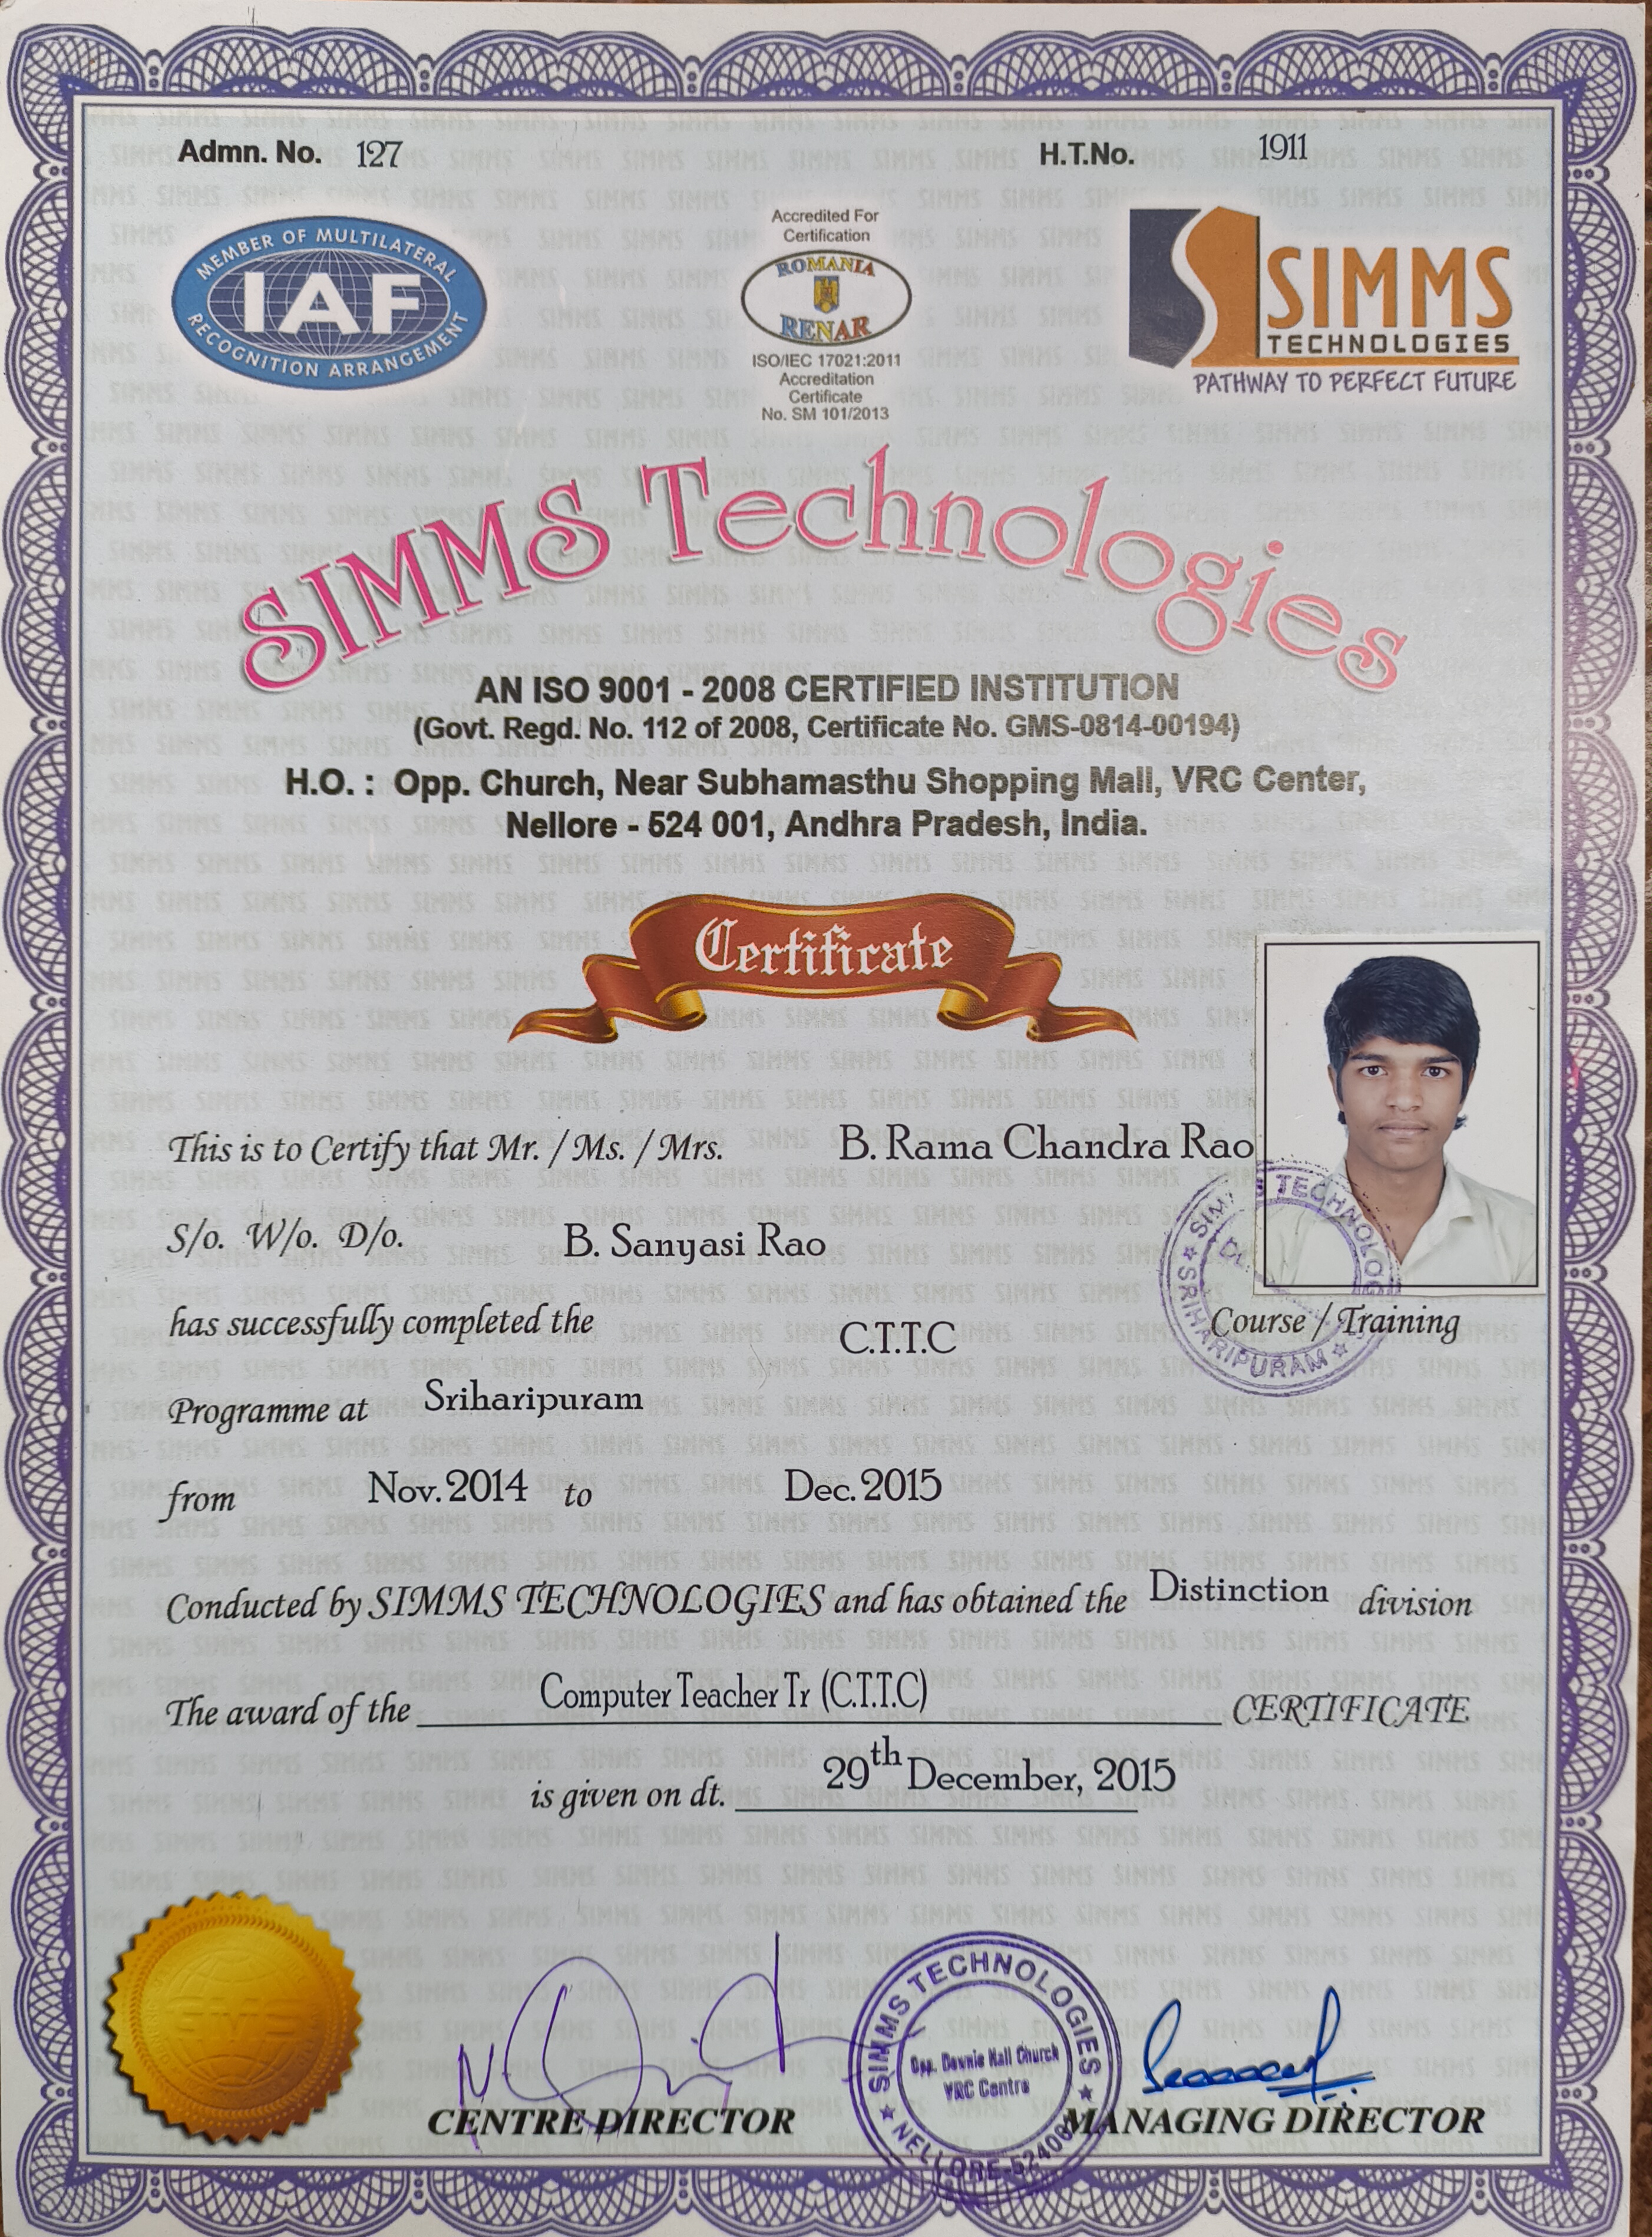 Admn. No. 127 H.T.No. 1911
MEMBER OF MULTILATERAL
IAF
RECOGNITION ARRANGEMENT
Accredited For
Certification
ROMANIA
RENAR
ISO/IEC 17021:2011
Accreditation
Certificate
No. SM 101/2013
SIMMS
TECHNOLOGIES
PATHWAY TO PERFECT FUTURE
SIMMS Technologies
AN ISO 9001 - 2008 CERTIFIED INSTITUTION
(Govt. Regd. No. 112 of 2008, Certificate No. GMS-0814-00194)
H.O. : Opp. Church, Near Subhamasthu Shopping Mall, VRC Center,
Nellore - 524 001, Andhra Pradesh, India.
Certificate
This is to Certify that Mr. / Ms. / Mrs. B. Rama Chandra Rao
S/o. W/o. D/o. B. Sanyasi Rao
has successfully completed the C.T.T.C Course / Training
Programme at Sriharipuram
from Nov.2014 to Dec.2015
Conducted by SIMMS TECHNOLOGIES and has obtained the Distinction division
The award of the Computer Teacher Tr (C.T.T.C) CERTIFICATE
is given on dt. 29th December, 2015
TECHNOLO
SRIHARIPURAM
SIMMS TECHNOLOGIES
Opp. Downie Hall Church
VRC Centre
NELLORE-524001
CENTRE DIRECTOR MANAGING DIRECTOR